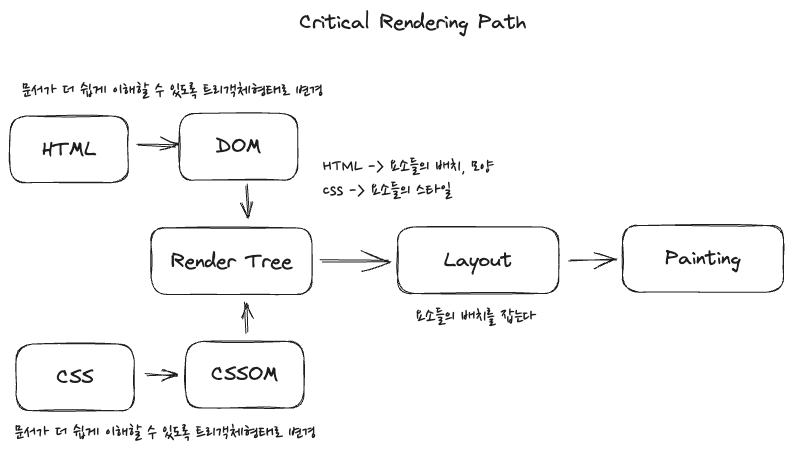 Critical Rendering Path
문서가 더 쉽게 이해할 수 있도록 트리객체형태로 변경
HTML
DOM
HTML -> 요소들의 배치, 모양
CSS -> 요소들의 스타일
Render Tree
Layout
Painting
요소들의 배치를 잡는다
CSS
CSSOM
문서가 더 쉽게 이해할 수 있도록 트리객체형태로 변경